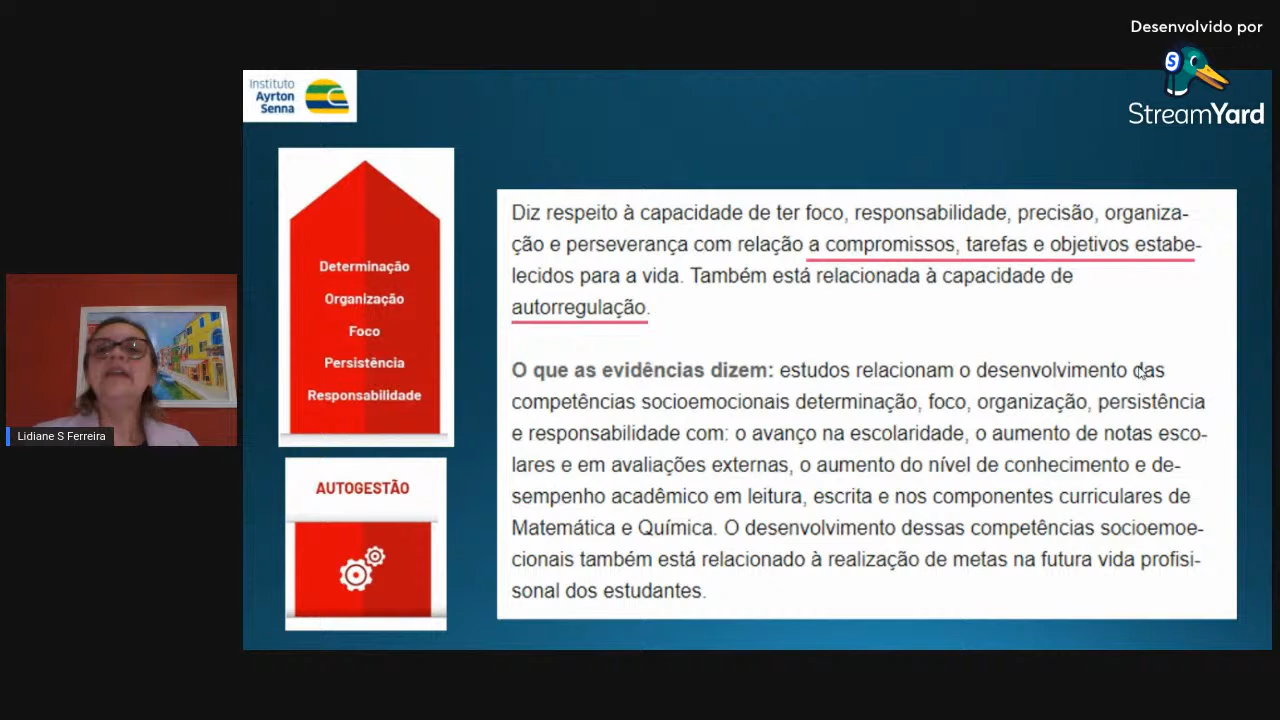 Desenvolvido por
StreamYard
Instituto
Ayrton
Senna
Determinação
Organização
Foco
Persistência
Responsabilidade
AUTOGESTÃO
Diz respeito à capacidade de ter foco, responsabilidade, precisão, organiza-
ção e perseverança com relação a compromissos, tarefas e objetivos estabe-
lecidos para a vida. Também está relacionada à capacidade de
autorregulação.
O que as evidências dizem: estudos relacionam o desenvolvimento das
competências socioemocionais determinação, foco, organização, persistência
e responsabilidade com: o avanço na escolaridade, o aumento de notas esco-
lares e em avaliações externas, o aumento do nível de conhecimento e de-
sempenho acadêmico em leitura, escrita e nos componentes curriculares de
Matemática e Química. O desenvolvimento dessas competências socioemoe-
cionais também está relacionado à realização de metas na futura vida profisi-
sonal dos estudantes.
Lidiane S Ferreira